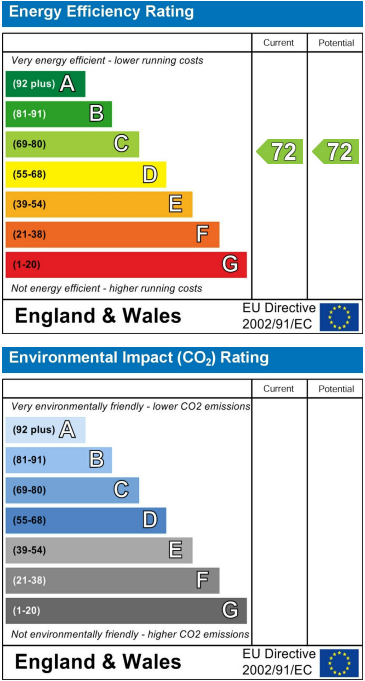 Energy Efficiency Rating
Current Potential
Very energy efficient - lower running costs
(92 plus) A
(81-91) B
(69-80) C 72 72
(55-68) D
(39-54) E
(21-38) F
(1-20) G
Not energy efficient - higher running costs
England & Wales
EU Directive
2002/91/EC
Environmental Impact (CO₂) Rating
Current Potential
Very environmentally friendly - lower CO2 emissions
(92 plus) A
(81-91) B
(69-80) C
(55-68) D
(39-54) E
(21-38) F
(1-20) G
Not environmentally friendly - higher CO2 emissions
England & Wales
EU Directive
2002/91/EC